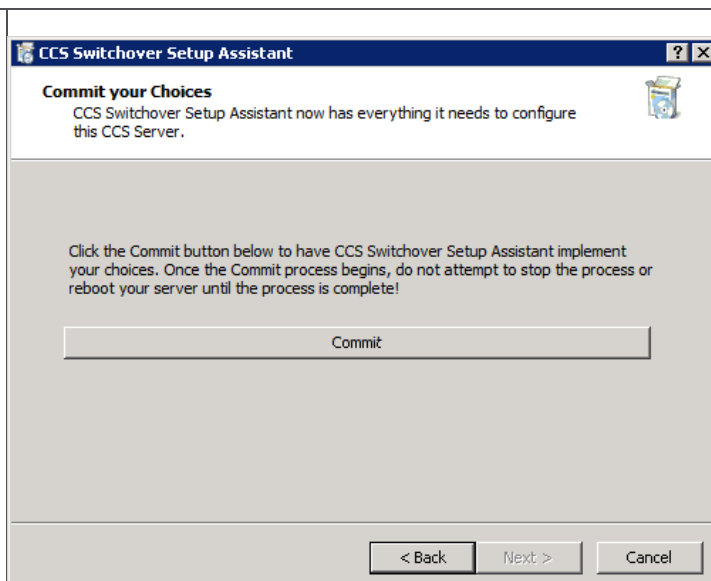 CCS Switchover Setup Assistant
Commit your Choices
CCS Switchover Setup Assistant now has everything it needs to configure
this CCS Server.
Click the Commit button below to have CCS Switchover Setup Assistant implement
your choices. Once the Commit process begins, do not attempt to stop the process or
reboot your server until the process is complete!
Commit
< Back Next > Cancel